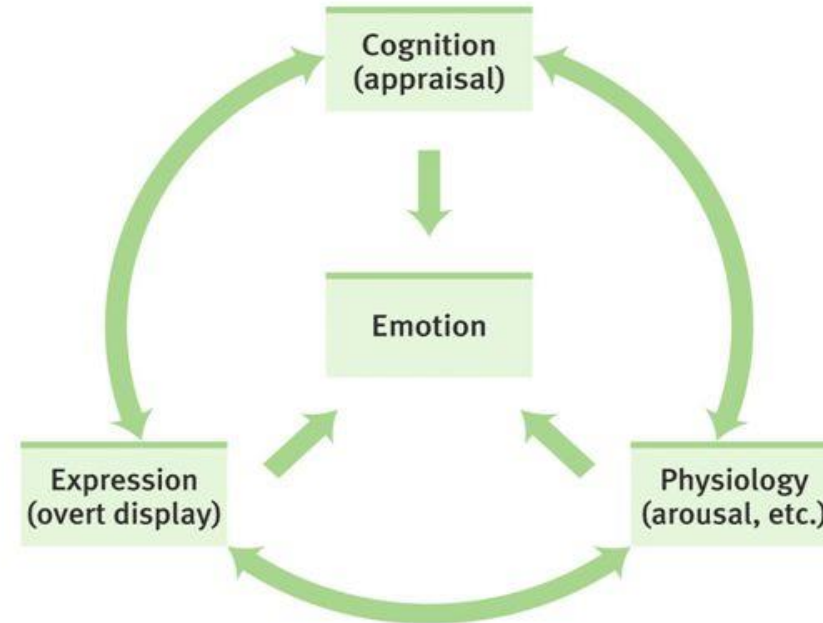 Cognition
(appraisal)
Emotion
Expression
(overt display)
Physiology
(arousal, etc.)